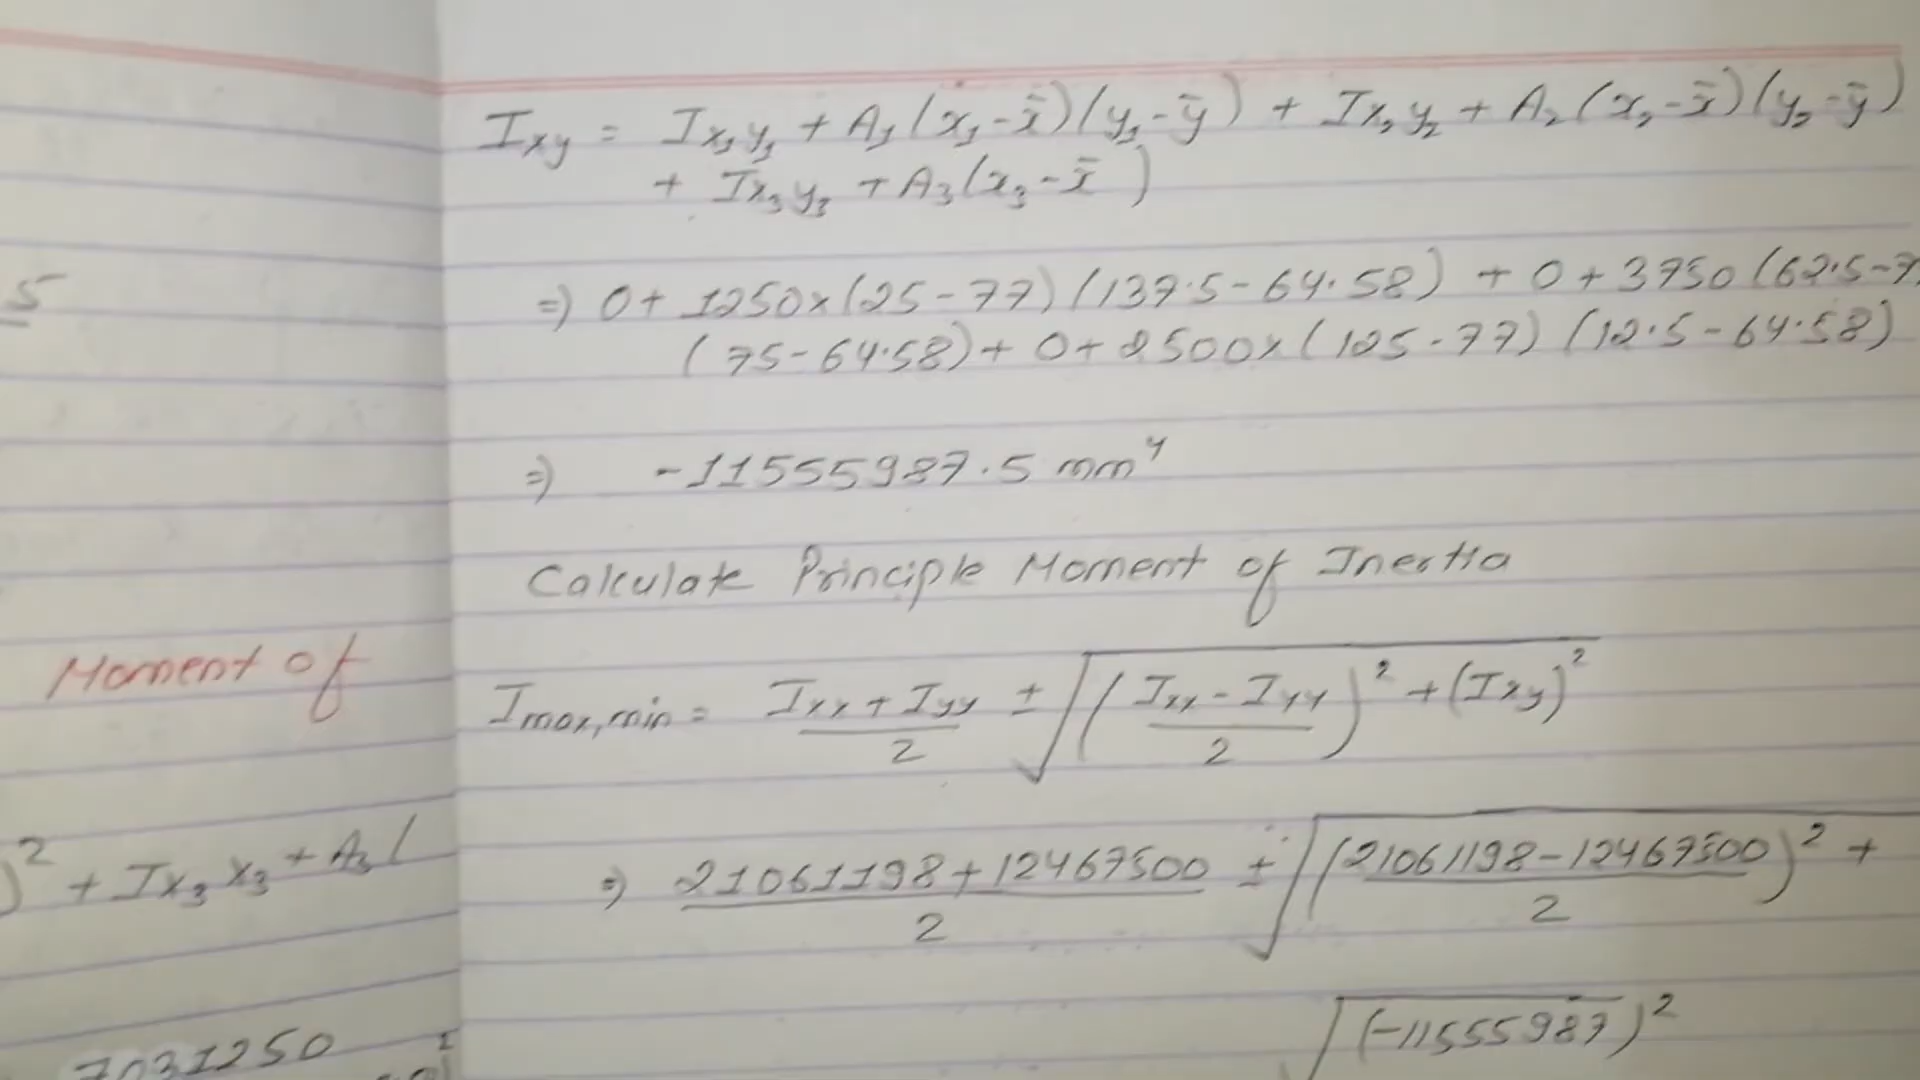 5
Moment of
)² + Ix₃x₃ + A₃(
7031250
Ixy = Ix₁y₁ + A₁(x₁-x̄)(y₁-ȳ) + Ix₂y₂ + A₂(x₂-x̄)(y₂-ȳ)
+ Ix₃y₃ + A₃(x₃-x̄ )
=) 0+ 1250×(25-77)(137.5-64.58) + 0+3750(62.5-7
(75-64.58)+ 0+2500×(125-77)(12.5-64.58)
=) -11555987.5 mm⁴
Calculate Principle Moment of Inertia
Imax,min = Ixx + Iyy / 2 ± √(Ixx - Iyy / 2)² + (Ixy)²
=) 21061198+12467500 / 2 ± √(21061198-12467500 / 2)² +
√(-11555987)²